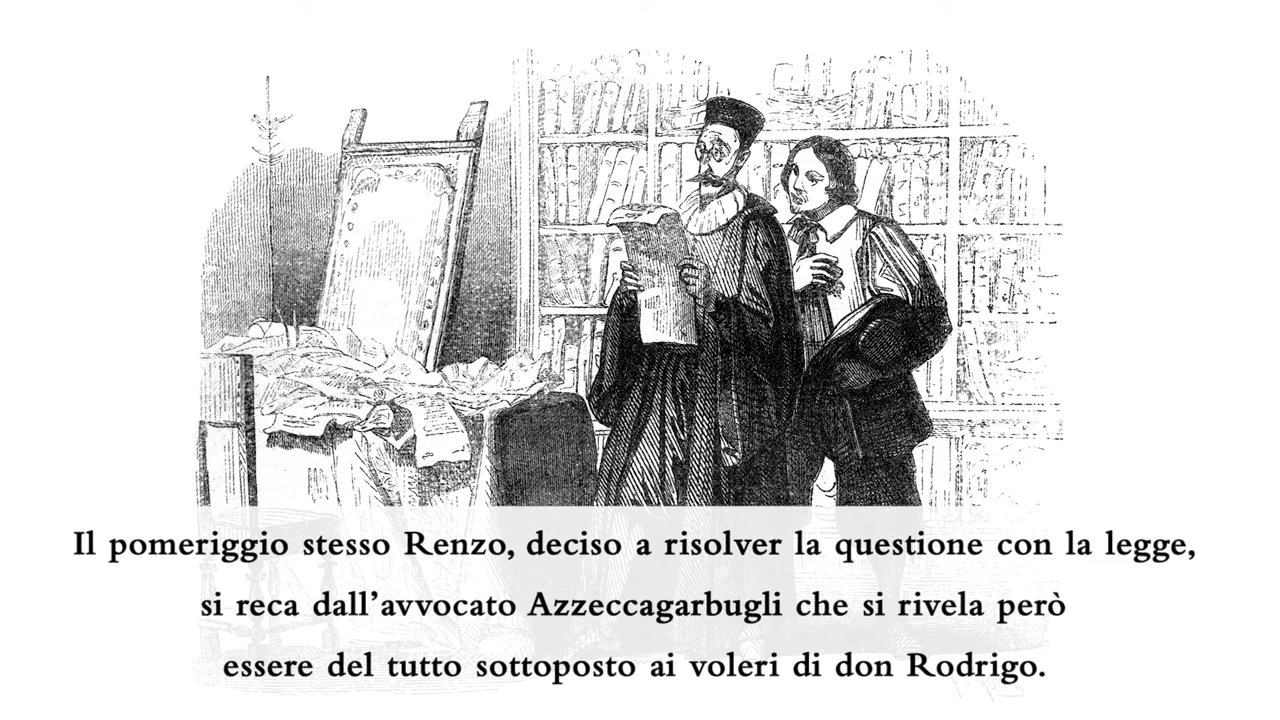 Il pomeriggio stesso Renzo, deciso a risolver la questione con la legge,
si reca dall’avvocato Azzeccagarbugli che si rivela però
essere del tutto sottoposto ai voleri di don Rodrigo.